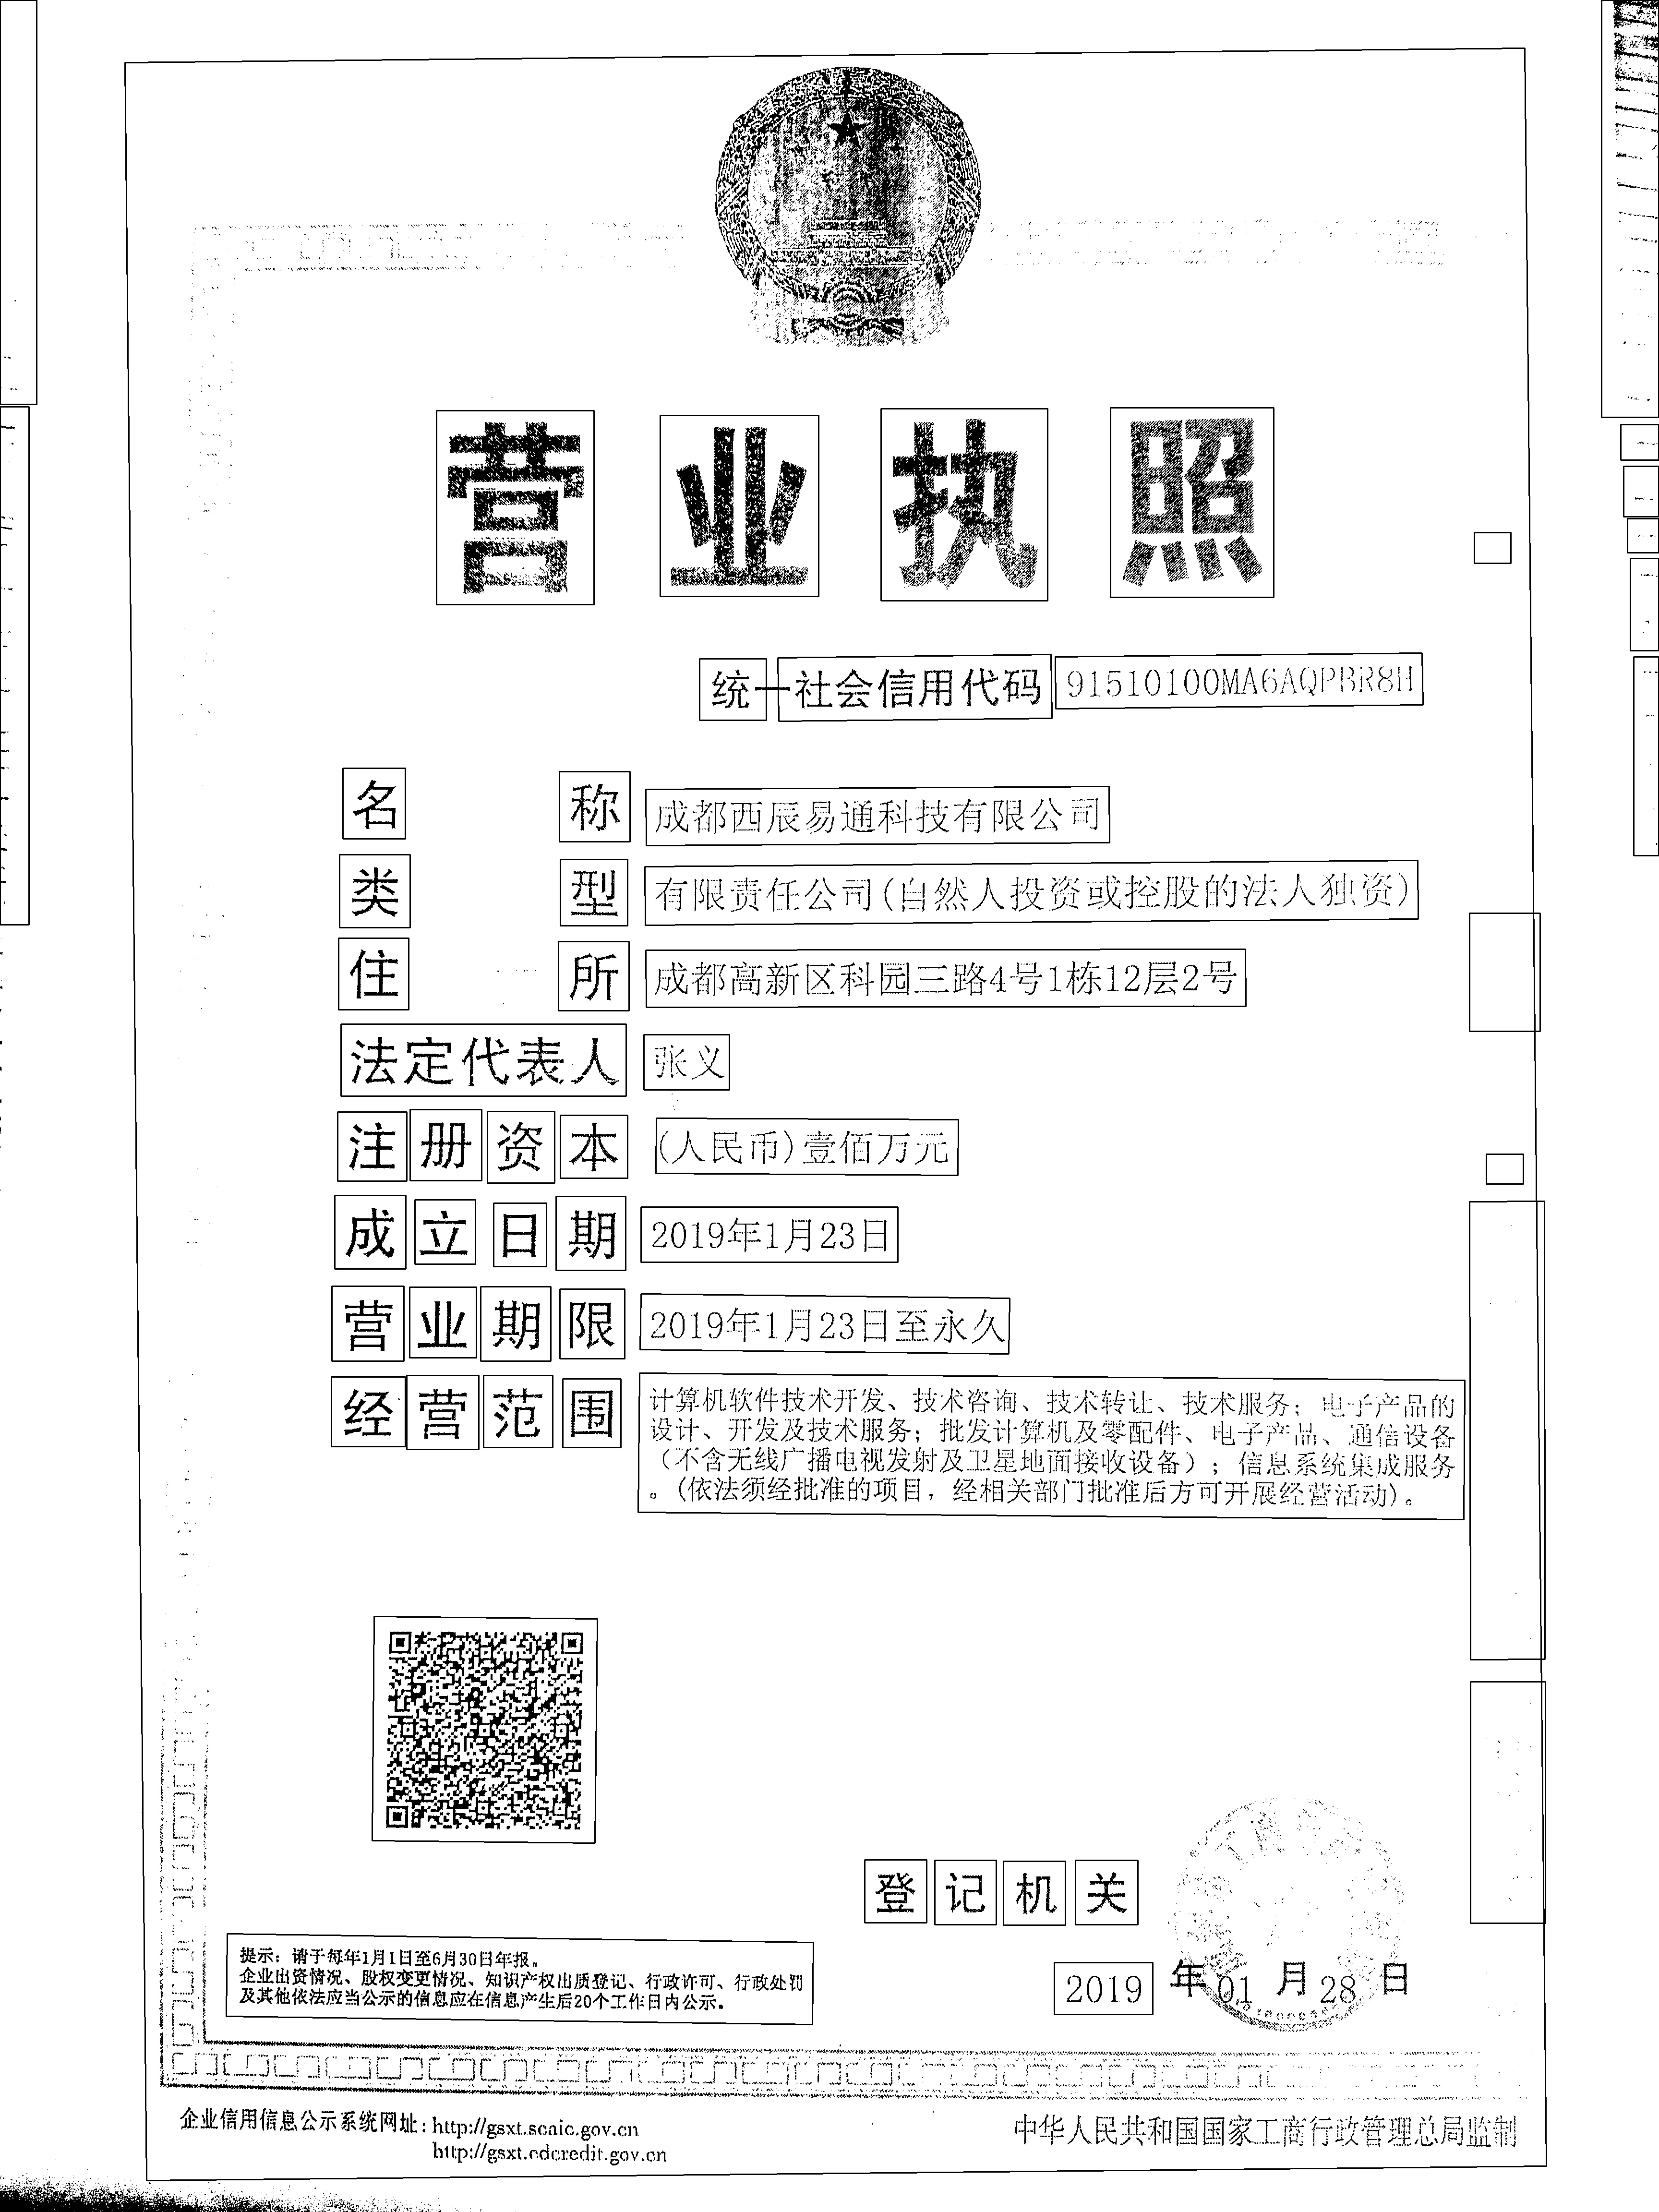 营业执照
统一社会信用代码 91510100MA6AQPBR8H
名称 成都西辰易通科技有限公司
类型 有限责任公司(自然人投资或控股的法人独资)
住所 成都高新区科园三路4号1栋12层2号
法定代表人 张义
注册资本 (人民币)壹佰万元
成立日期 2019年1月23日
营业期限 2019年1月23日至永久
经营范围 计算机软件技术开发、技术咨询、技术转让、技术服务；电子产品的
设计、开发及技术服务；批发计算机及零配件、电子产品、通信设备
（不含无线广播电视发射及卫星地面接收设备）；信息系统集成服务
。(依法须经批准的项目，经相关部门批准后方可开展经营活动)。
登记机关
2019 年 01 月 28 日
提示：请于每年1月1日至6月30日年报。
企业出资情况、股权变更情况、知识产权出质登记、行政许可、行政处罚
及其他依法应当公示的信息应在信息产生后20个工作日内公示。
企业信用信息公示系统网址：http://gsxt.scaic.gov.cn
http://gsxt.cdcredit.gov.cn
中华人民共和国国家工商行政管理总局监制